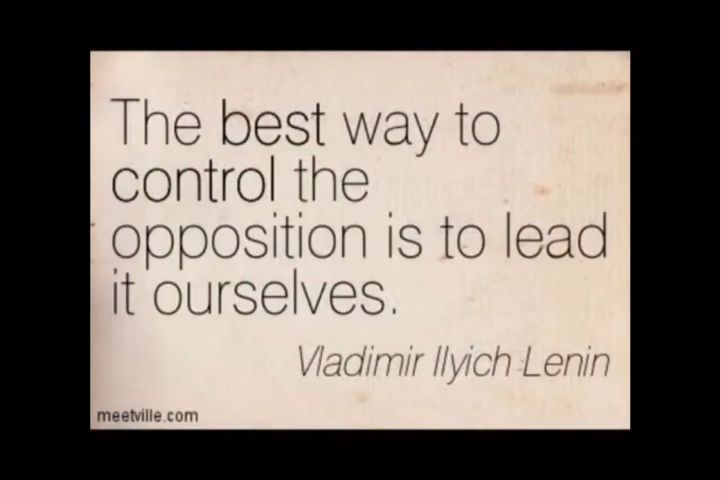 The best way to
control the
opposition is to lead
it ourselves.
Vladimir Ilyich Lenin
meetville.com